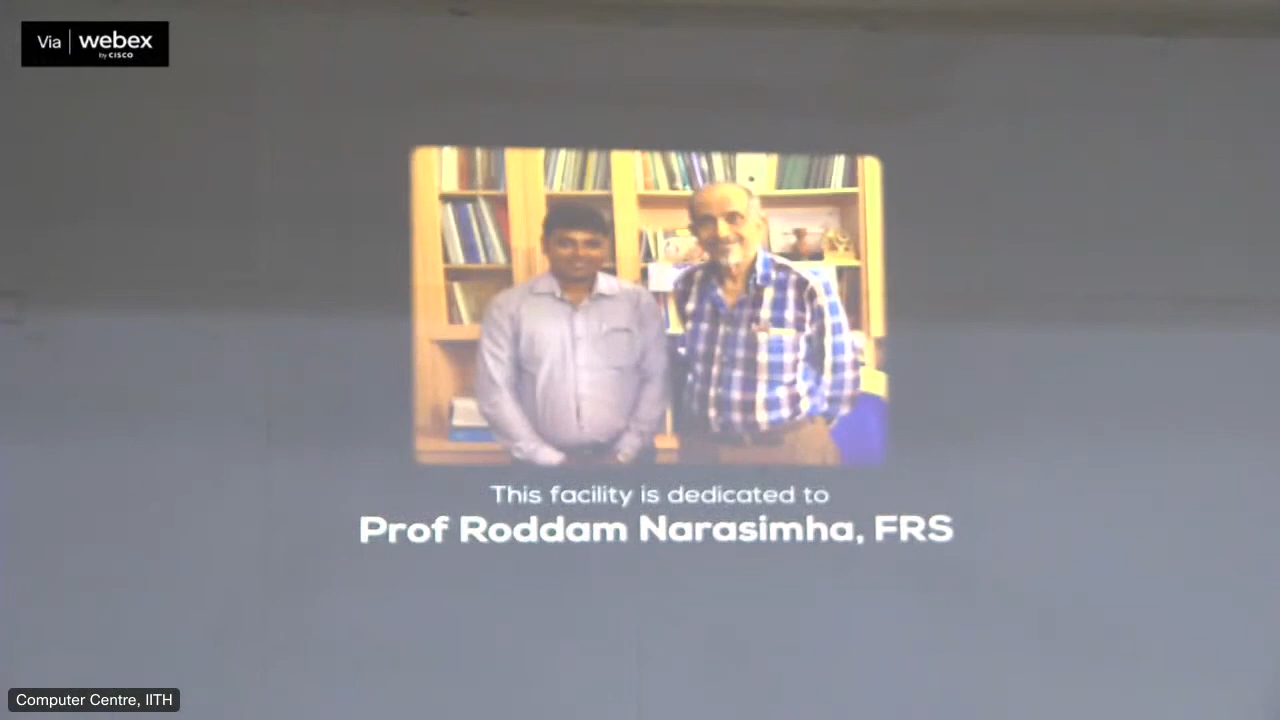 Via webex
by CISCO
This facility is dedicated to
Prof Roddam Narasimha, FRS
Computer Centre, IITH